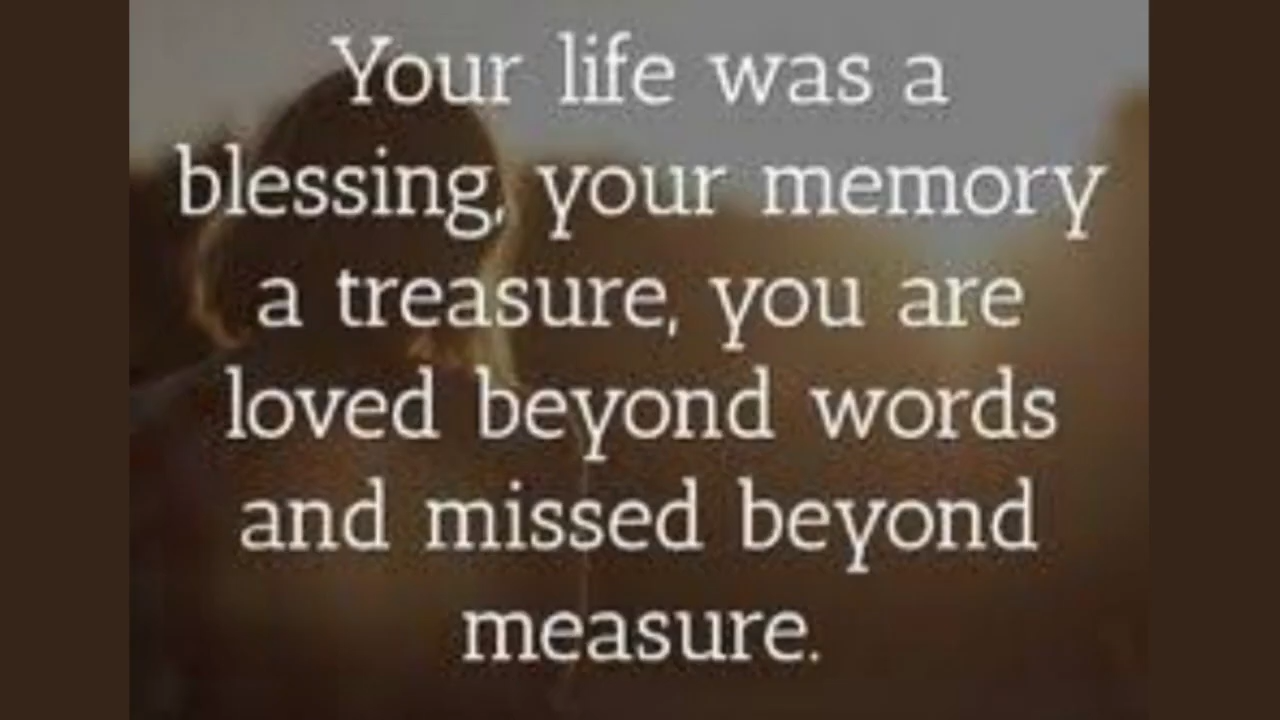 Your life was a
blessing, your memory
a treasure, you are
loved beyond words
and missed beyond
measure.